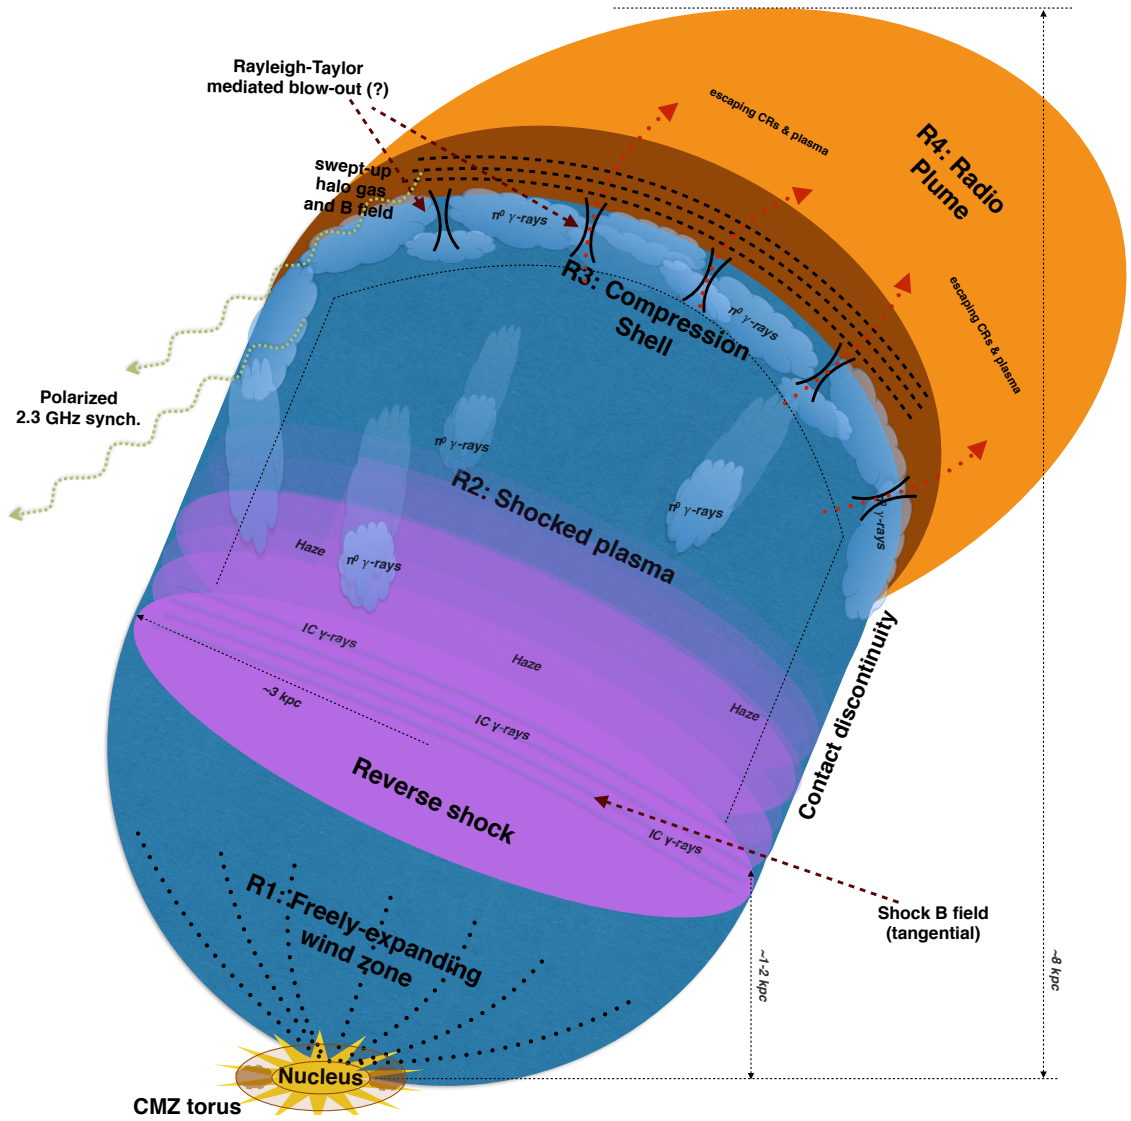 Rayleigh-Taylor
mediated blow-out (?)
escaping CRs & plasma
R4: Radio
Plume
swept-up
halo gas
and B field
π⁰ γ-rays
R3: Compression
Shell
π⁰ γ-rays
escaping CRs & plasma
Polarized
2.3 GHz synch.
π⁰ γ-rays
R2: Shocked plasma
π⁰ γ-rays
π⁰ γ-rays
Haze
π⁰ γ-rays
IC γ-rays
Haze
~3 kpc
Haze
IC γ-rays
Contact discontinuity
Reverse shock
IC γ-rays
R1: Freely-expanding
wind zone
Shock B field
(tangential)
~1-2 kpc
~8 kpc
Nucleus
CMZ torus